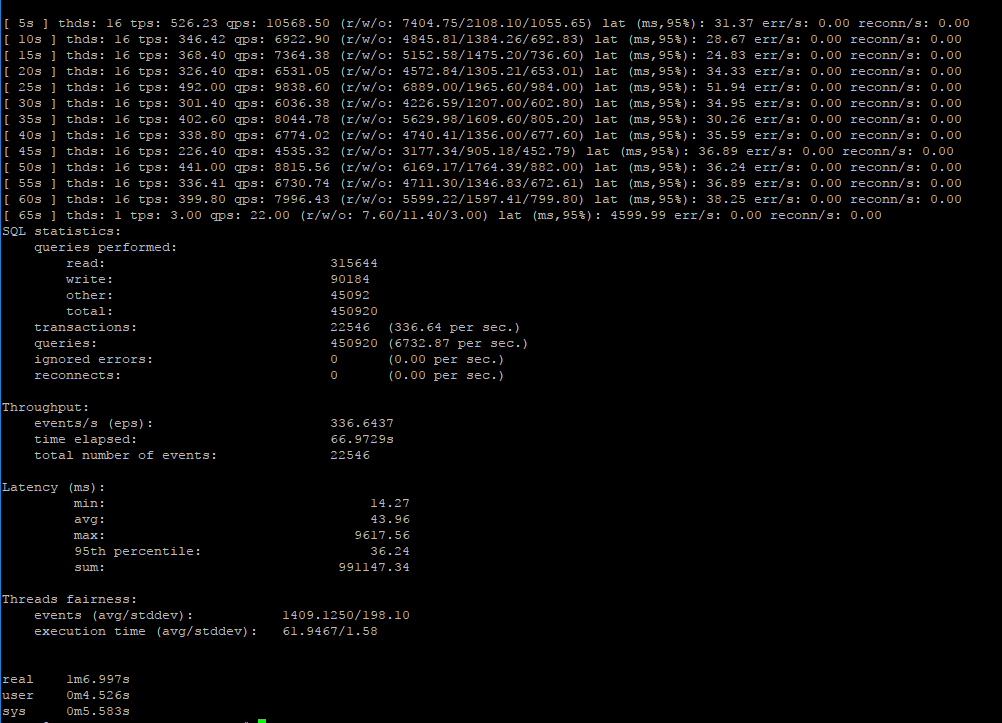 [ 5s ] thds: 16 tps: 526.23 qps: 10568.50 (r/w/o: 7404.75/2108.10/1055.65) lat (ms,95%): 31.37 err/s: 0.00 reconn/s: 0.00
[ 10s ] thds: 16 tps: 346.42 qps: 6922.90 (r/w/o: 4845.81/1384.26/692.83) lat (ms,95%): 28.67 err/s: 0.00 reconn/s: 0.00
[ 15s ] thds: 16 tps: 368.40 qps: 7364.38 (r/w/o: 5152.58/1475.20/736.60) lat (ms,95%): 24.83 err/s: 0.00 reconn/s: 0.00
[ 20s ] thds: 16 tps: 326.40 qps: 6531.05 (r/w/o: 4572.84/1305.21/653.01) lat (ms,95%): 34.33 err/s: 0.00 reconn/s: 0.00
[ 25s ] thds: 16 tps: 492.00 qps: 9838.60 (r/w/o: 6889.00/1965.60/984.00) lat (ms,95%): 51.94 err/s: 0.00 reconn/s: 0.00
[ 30s ] thds: 16 tps: 301.40 qps: 6036.38 (r/w/o: 4226.59/1207.00/602.80) lat (ms,95%): 34.95 err/s: 0.00 reconn/s: 0.00
[ 35s ] thds: 16 tps: 402.60 qps: 8044.78 (r/w/o: 5629.98/1609.60/805.20) lat (ms,95%): 30.26 err/s: 0.00 reconn/s: 0.00
[ 40s ] thds: 16 tps: 338.80 qps: 6774.02 (r/w/o: 4740.41/1356.00/677.60) lat (ms,95%): 35.59 err/s: 0.00 reconn/s: 0.00
[ 45s ] thds: 16 tps: 226.40 qps: 4535.32 (r/w/o: 3177.34/905.18/452.79) lat (ms,95%): 36.89 err/s: 0.00 reconn/s: 0.00
[ 50s ] thds: 16 tps: 441.00 qps: 8815.56 (r/w/o: 6169.17/1764.39/882.00) lat (ms,95%): 36.24 err/s: 0.00 reconn/s: 0.00
[ 55s ] thds: 16 tps: 336.41 qps: 6730.74 (r/w/o: 4711.30/1346.83/672.61) lat (ms,95%): 36.89 err/s: 0.00 reconn/s: 0.00
[ 60s ] thds: 16 tps: 399.80 qps: 7996.43 (r/w/o: 5599.22/1597.41/799.80) lat (ms,95%): 38.25 err/s: 0.00 reconn/s: 0.00
[ 65s ] thds: 1 tps: 3.00 qps: 22.00 (r/w/o: 7.60/11.40/3.00) lat (ms,95%): 4599.99 err/s: 0.00 reconn/s: 0.00
SQL statistics:
queries performed:
read: 315644
write: 90184
other: 45092
total: 450920
transactions: 22546 (336.64 per sec.)
queries: 450920 (6732.87 per sec.)
ignored errors: 0 (0.00 per sec.)
reconnects: 0 (0.00 per sec.)
Throughput:
events/s (eps): 336.6437
time elapsed: 66.9729s
total number of events: 22546
Latency (ms):
min: 14.27
avg: 43.96
max: 9617.56
95th percentile: 36.24
sum: 991147.34
Threads fairness:
events (avg/stddev): 1409.1250/198.10
execution time (avg/stddev): 61.9467/1.58
real 1m6.997s
user 0m4.526s
sys 0m5.583s